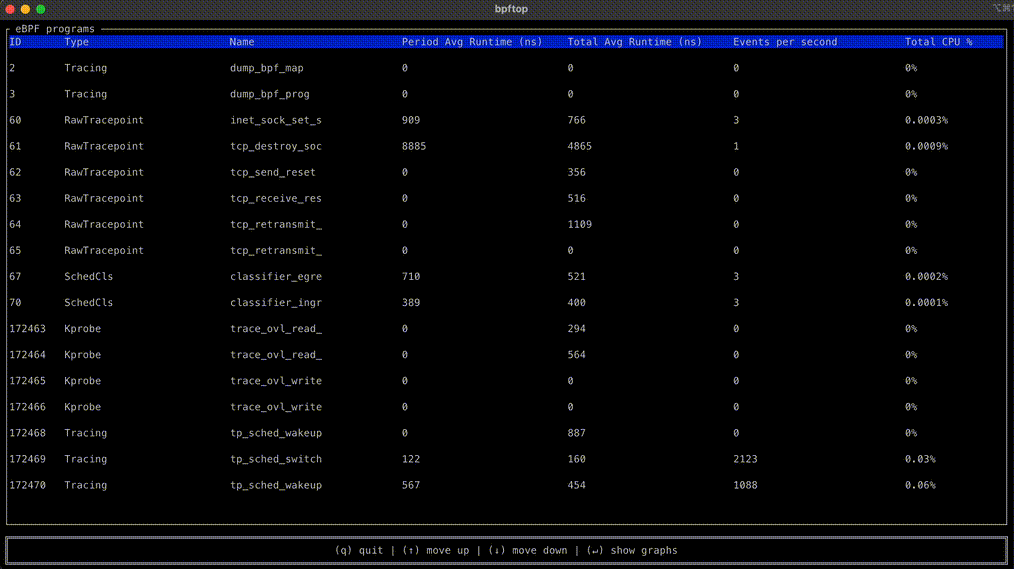 bpftop
eBPF programs
ID Type Name Period Avg Runtime (ns) Total Avg Runtime (ns) Events per second Total CPU %
2 Tracing dump_bpf_map 0 0 0 0%
3 Tracing dump_bpf_prog 0 0 0 0%
60 RawTracepoint inet_sock_set_s 909 766 3 0.0003%
61 RawTracepoint tcp_destroy_soc 8885 4865 1 0.0009%
62 RawTracepoint tcp_send_reset 0 356 0 0%
63 RawTracepoint tcp_receive_res 0 516 0 0%
64 RawTracepoint tcp_retransmit_ 0 1109 0 0%
65 RawTracepoint tcp_retransmit_ 0 0 0 0%
67 SchedCls classifier_egre 710 521 3 0.0002%
70 SchedCls classifier_ingr 389 400 3 0.0001%
172463 Kprobe trace_ovl_read_ 0 294 0 0%
172464 Kprobe trace_ovl_read_ 0 564 0 0%
172465 Kprobe trace_ovl_write 0 0 0 0%
172466 Kprobe trace_ovl_write 0 0 0 0%
172468 Tracing tp_sched_wakeup 0 887 0 0%
172469 Tracing tp_sched_switch 122 160 2123 0.03%
172470 Tracing tp_sched_wakeup 567 454 1088 0.06%
(q) quit | (↑) move up | (↓) move down | (↵) show graphs